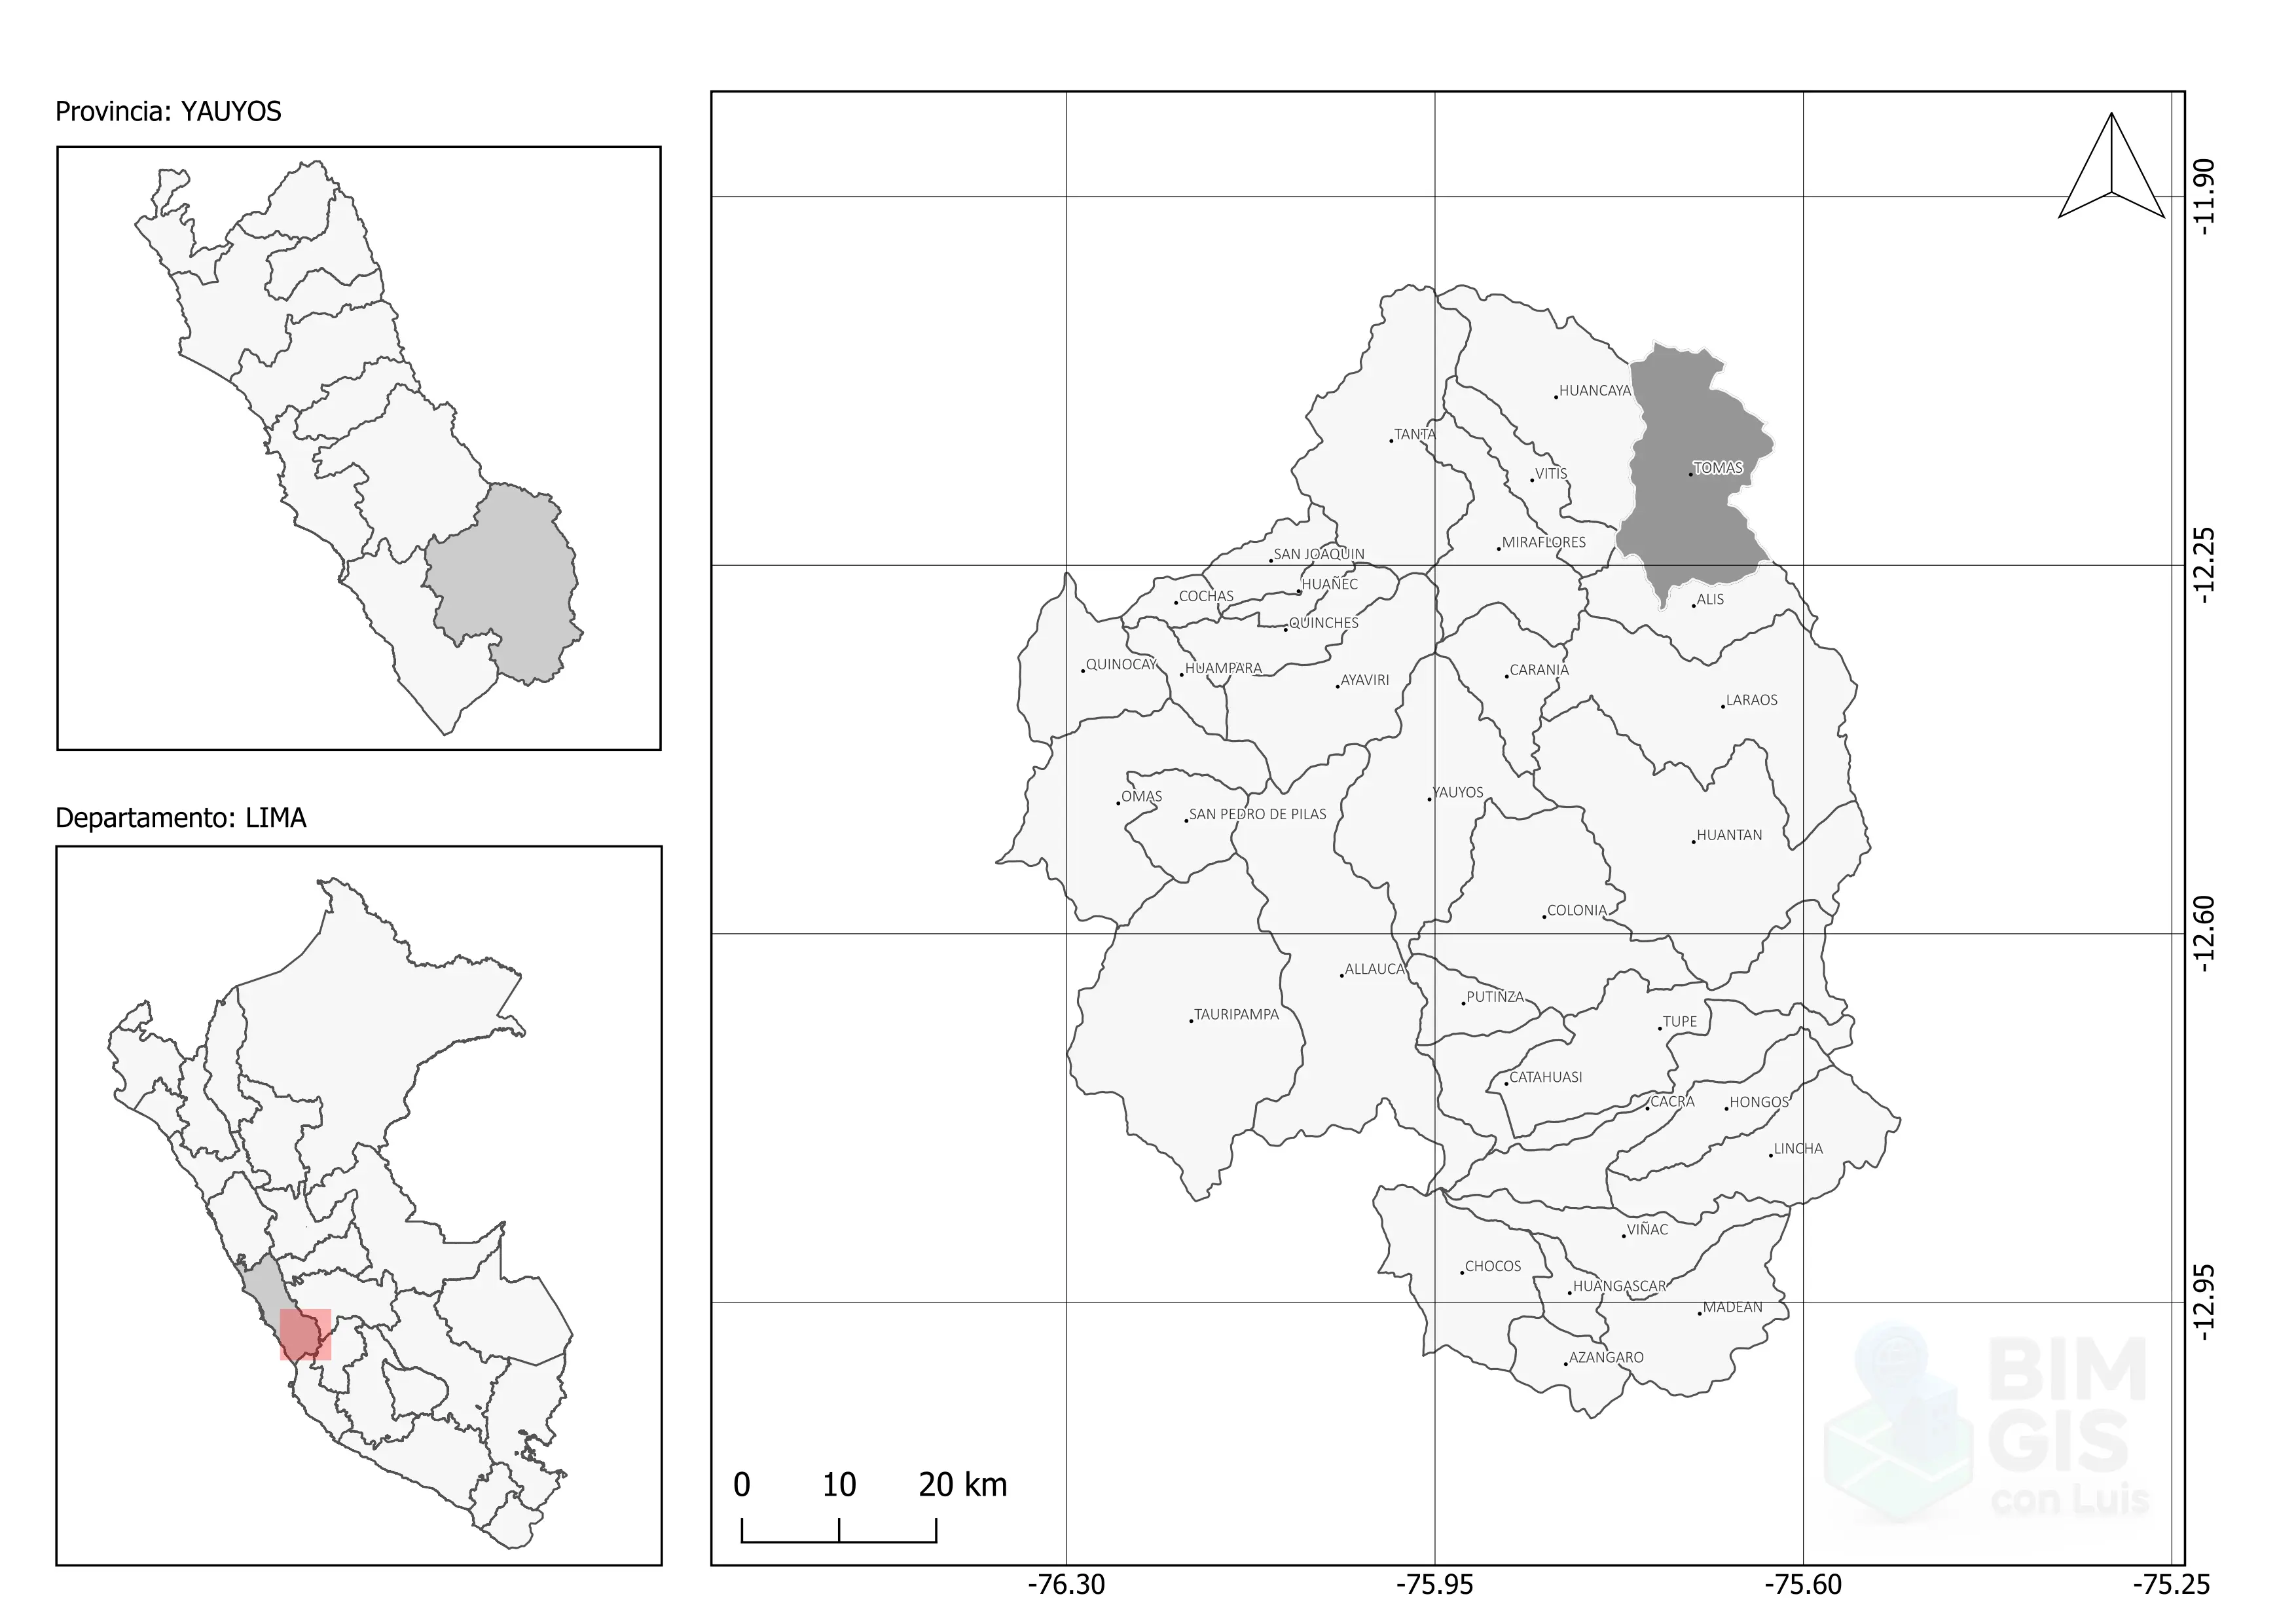 Provincia: YAUYOS
Departamento: LIMA
HUANCAYA
TANTA
TOMAS
VITIS
MIRAFLORES
SAN JOAQUIN
HUAÑEC
COCHAS
ALIS
QUINCHES
QUINOCAY
HUAMPARA
AYAVIRI
CARANIA
LARAOS
OMAS
YAUYOS
SAN PEDRO DE PILAS
HUANTAN
COLONIA
ALLAUCA
PUTINZA
TAURIPAMPA
TUPE
CATAHUASI
CACRA
HONGOS
LINCHA
VIÑAC
CHOCOS
HUANGASCAR
MADEAN
AZANGARO
-11.90
-12.25
-12.60
-12.95
BIM
GIS
con Luis
0 10 20 km
-76.30 -75.95 -75.60 -75.25